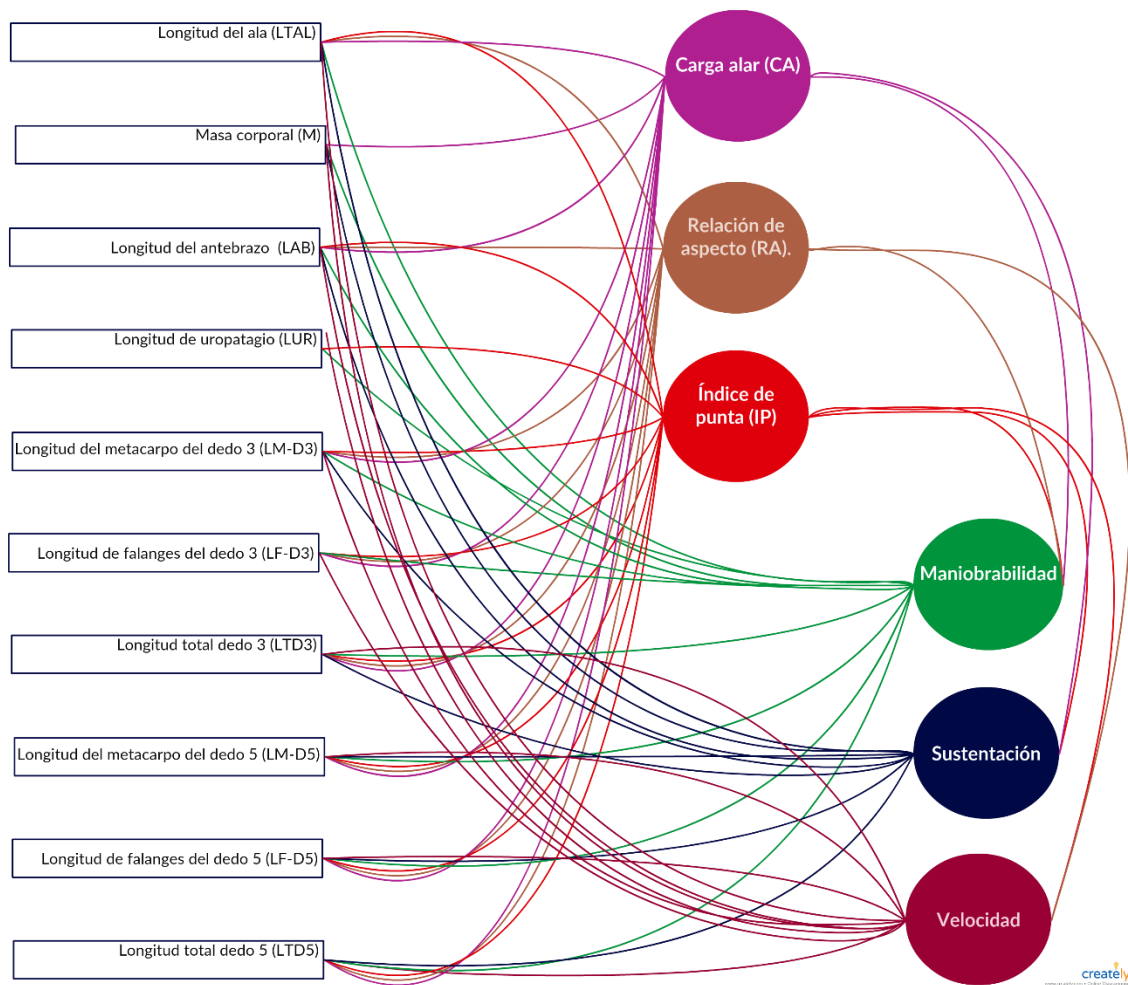 Longitud del ala (LTAL)
Masa corporal (M)
Longitud del antebrazo (LAB)
Longitud de uropatagio (LUR)
Longitud del metacarpo del dedo 3 (LM-D3)
Longitud de falanges del dedo 3 (LF-D3)
Longitud total dedo 3 (LTD3)
Longitud del metacarpo del dedo 5 (LM-D5)
Longitud de falanges del dedo 5 (LF-D5)
Longitud total dedo 5 (LTD5)
Carga alar (CA)
Relación de
aspecto (RA).
Índice de
punta (IP)
Maniobrabilidad
Sustentación
Velocidad
creately